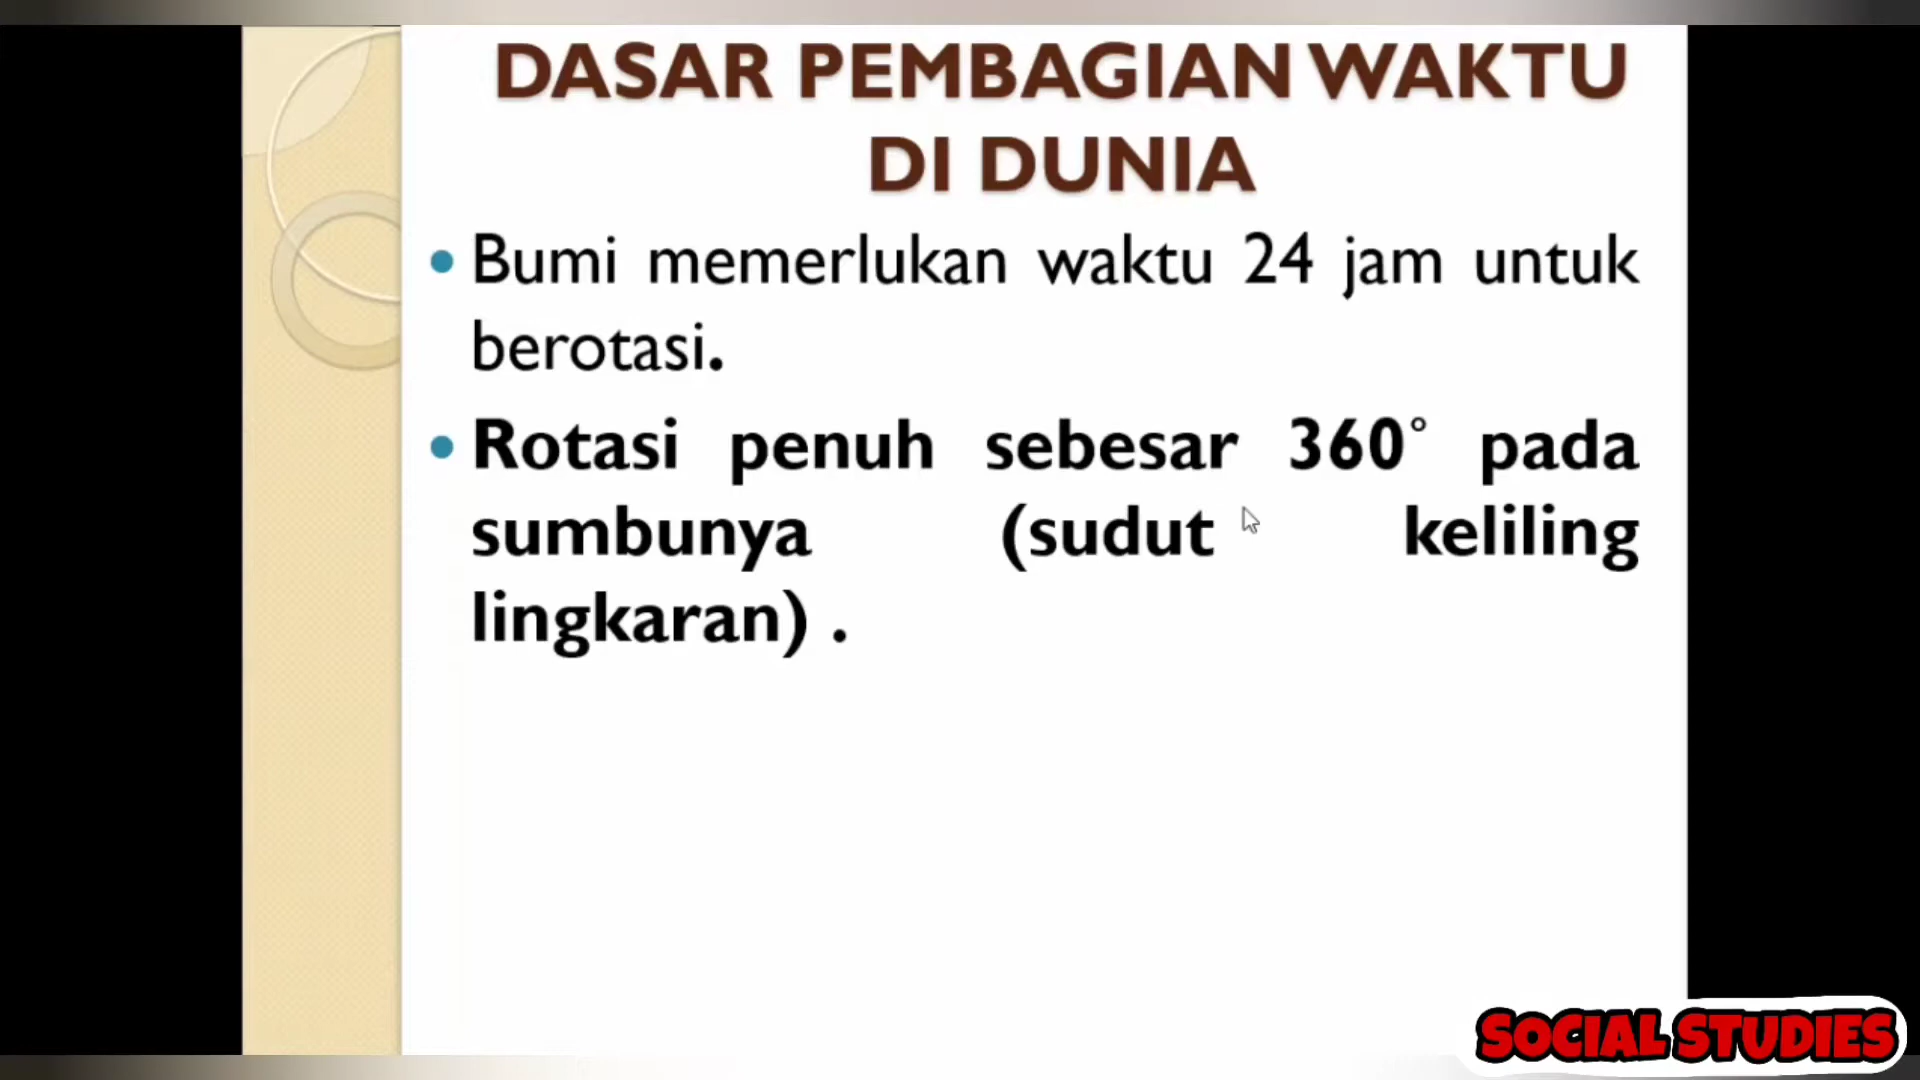 DASAR PEMBAGIAN WAKTU
DI DUNIA
• Bumi memerlukan waktu 24 jam untuk
berotasi.
• Rotasi penuh sebesar 360° pada
sumbunya (sudut keliling
lingkaran) .
SOCIAL STUDIES